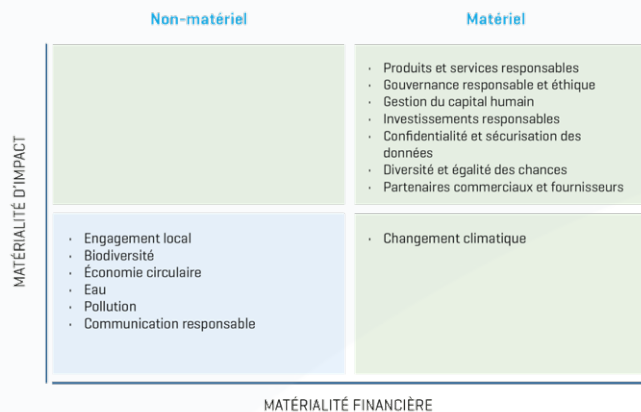 Non-matériel
Matériel
MATÉRIALITÉ D'IMPACT
· Produits et services responsables
· Gouvernance responsable et éthique
· Gestion du capital humain
· Investissements responsables
· Confidentialité et sécurisation des
données
· Diversité et égalité des chances
· Partenaires commerciaux et fournisseurs
· Engagement local
· Biodiversité
· Économie circulaire
· Eau
· Pollution
· Communication responsable
· Changement climatique
MATÉRIALITÉ FINANCIÈRE